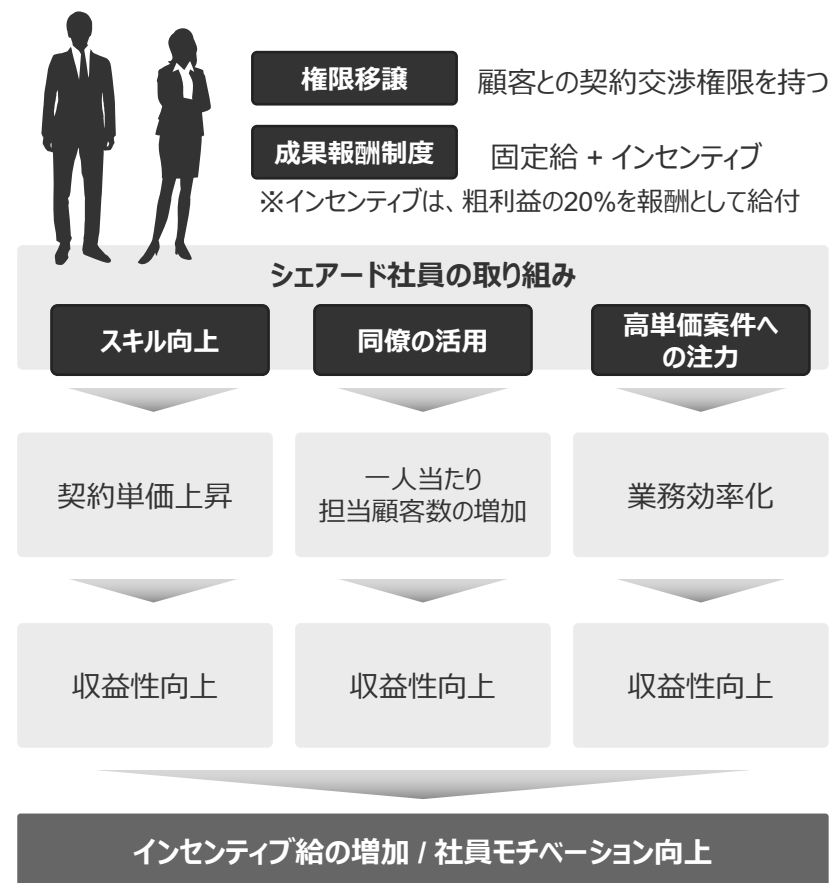 権限移譲 顧客との契約交渉権限を持つ
成果報酬制度 固定給 + インセンティブ
※インセンティブは、粗利益の20%を報酬として給付
シェアード社員の取り組み
スキル向上
同僚の活用
高単価案件へ
の注力
契約単価上昇
一人当たり
担当顧客数の増加
業務効率化
収益性向上
収益性向上
収益性向上
インセンティブ給の増加 / 社員モチベーション向上